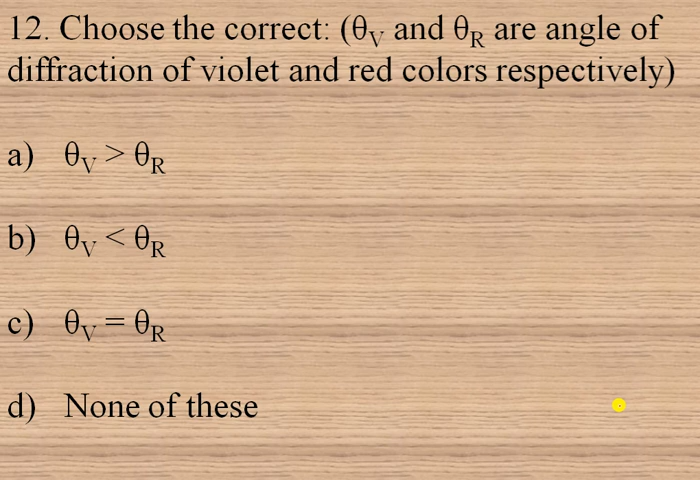 12. Choose the correct: (θV and θR are angle of
diffraction of violet and red colors respectively)
a) θV > θR
b) θV < θR
c) θV = θR
d) None of these